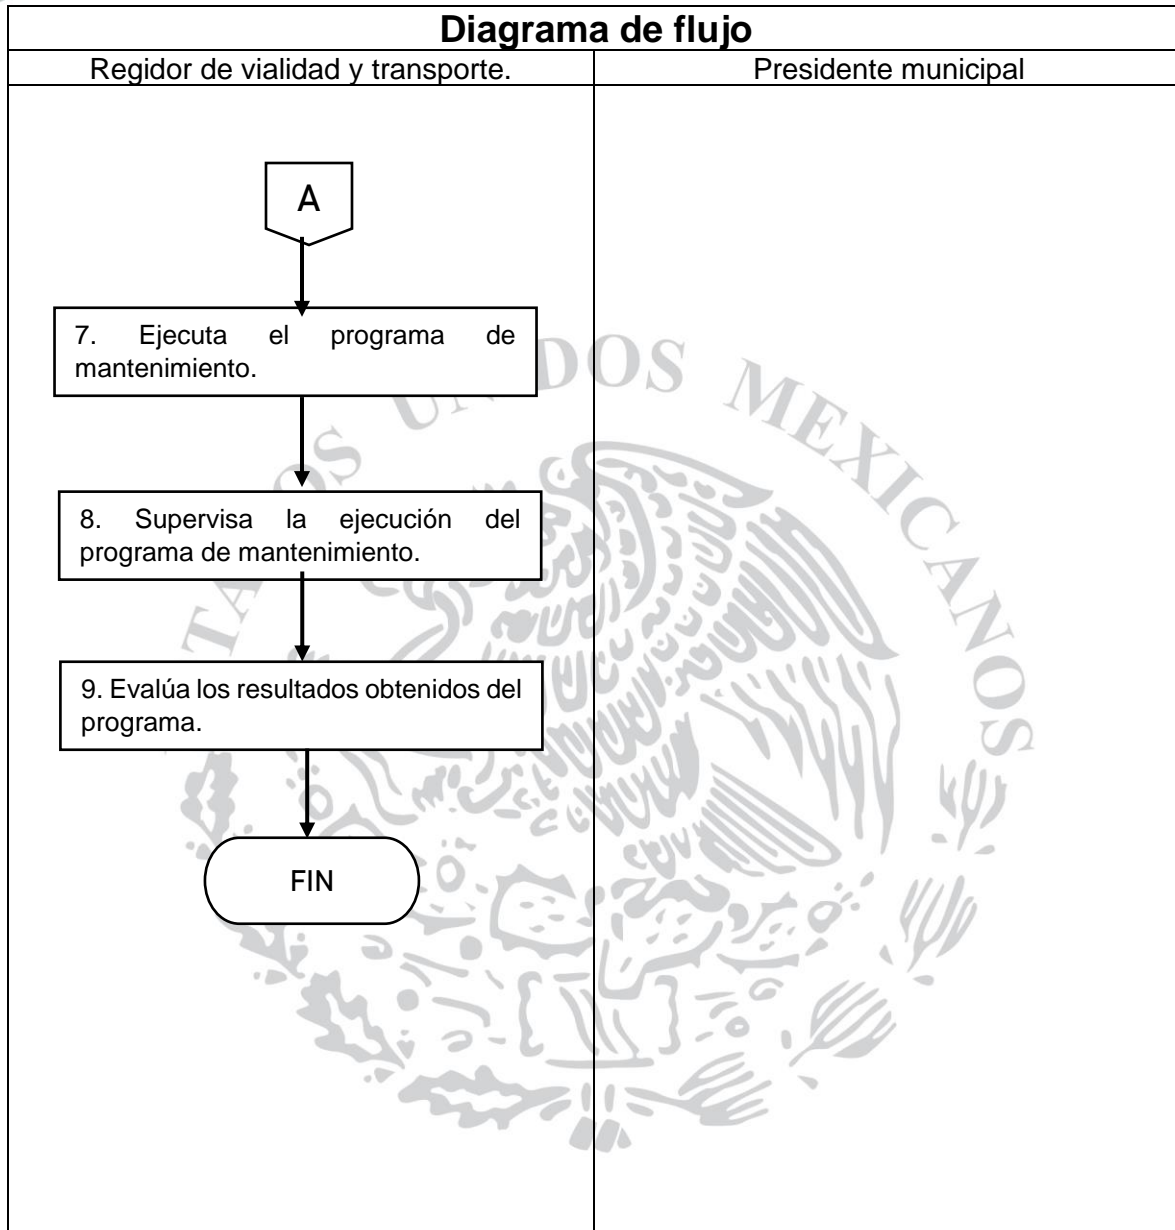 Diagrama de flujo
Regidor de vialidad y transporte.
Presidente municipal
A
7. Ejecuta el programa de
mantenimiento.
8. Supervisa la ejecución del
programa de mantenimiento.
9. Evalúa los resultados obtenidos del
programa.
FIN
MEXICANOS